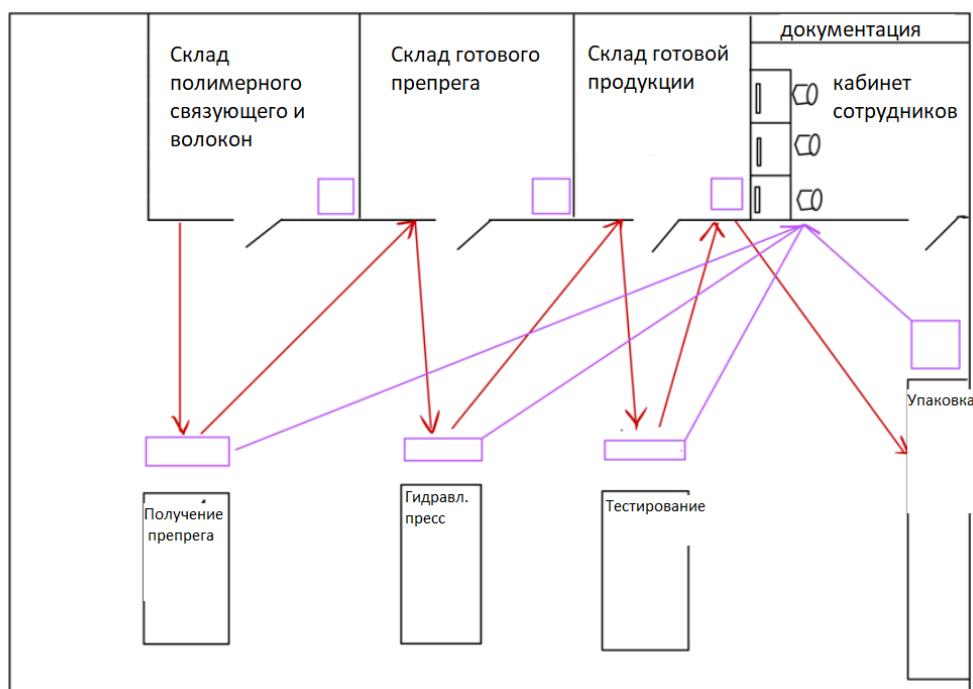 Склад
полимерного
связующего и
волокон
Склад готового
препрега
Склад готовой
продукции
документация
кабинет
сотрудников
Упаковка
Получение
препрега
Гидравл.
пресс
Тестирование